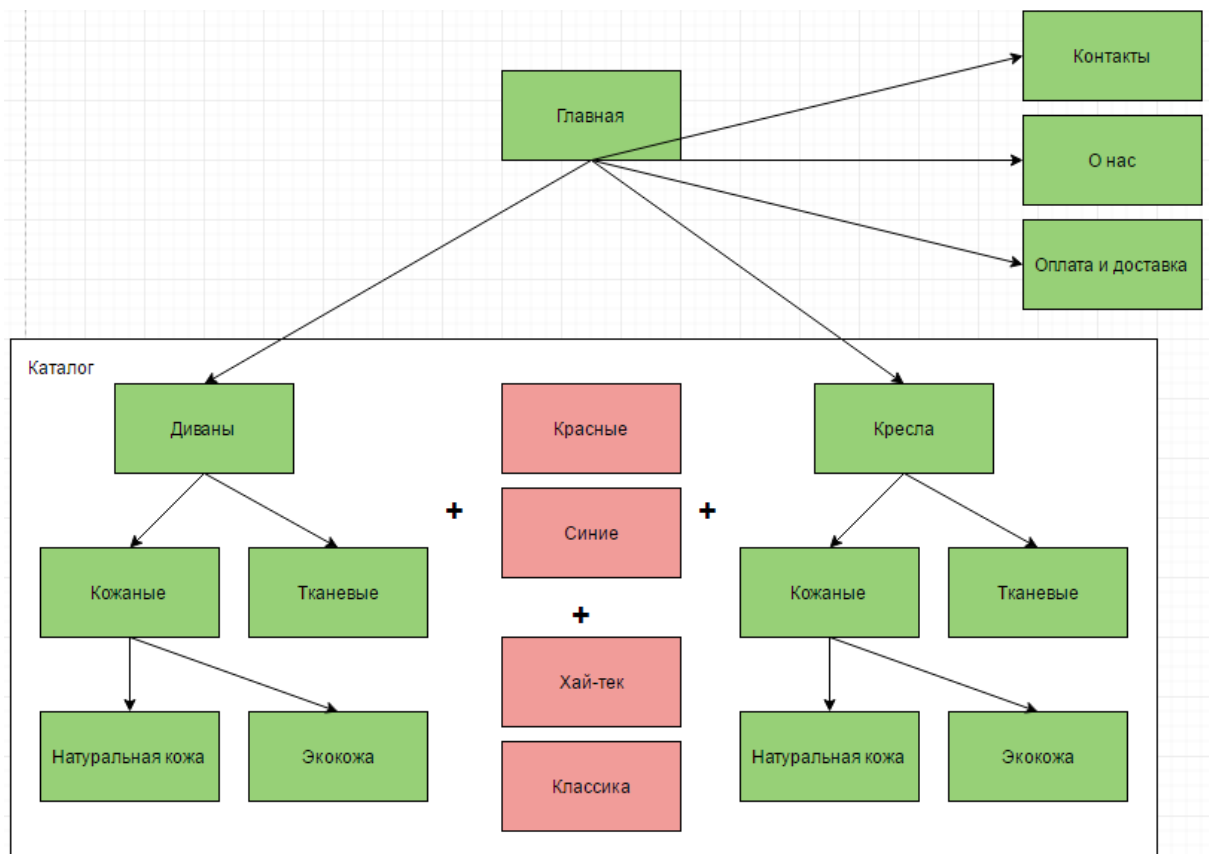 Контакты
Главная
О нас
Оплата и доставка
Каталог
Диваны
Красные
Кресла
+
Синие
+
Кожаные
Тканевые
+
Кожаные
Тканевые
Хай-тек
Натуральная кожа
Экокожа
Классика
Натуральная кожа
Экокожа